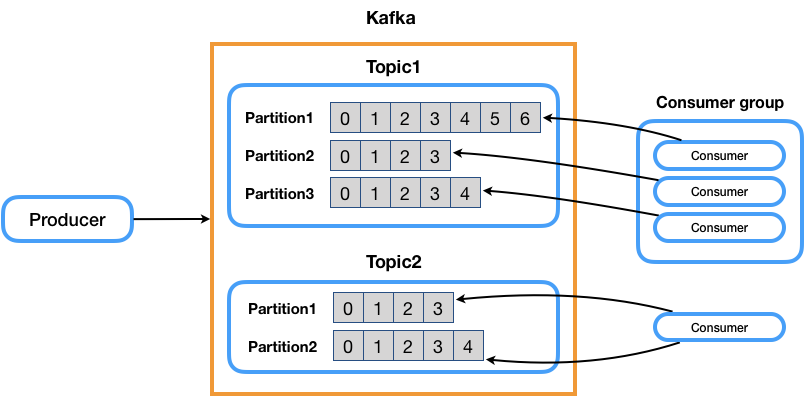 Kafka
Topic1
Consumer group
Partition1 0 1 2 3 4 5 6
Consumer
Partition2 0 1 2 3
Consumer
Partition3 0 1 2 3 4
Consumer
Producer
Topic2
Partition1 0 1 2 3
Consumer
Partition2 0 1 2 3 4